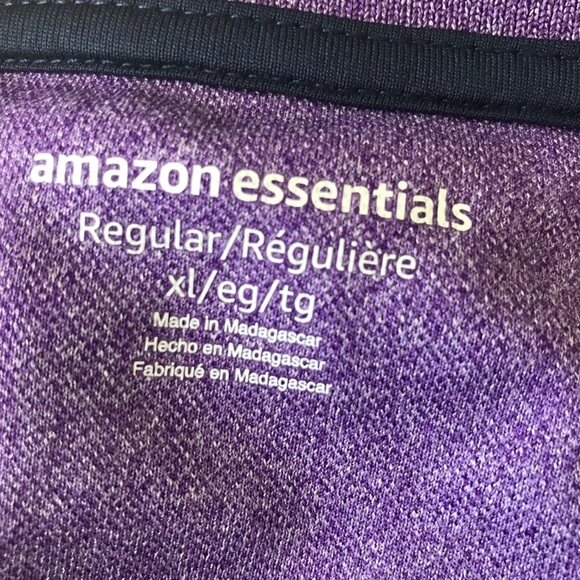 amazon essentials
Regular/Régulière
xl/eg/tg
Made in Madagascar
Hecho en Madagascar
Fabriqué en Madagascar